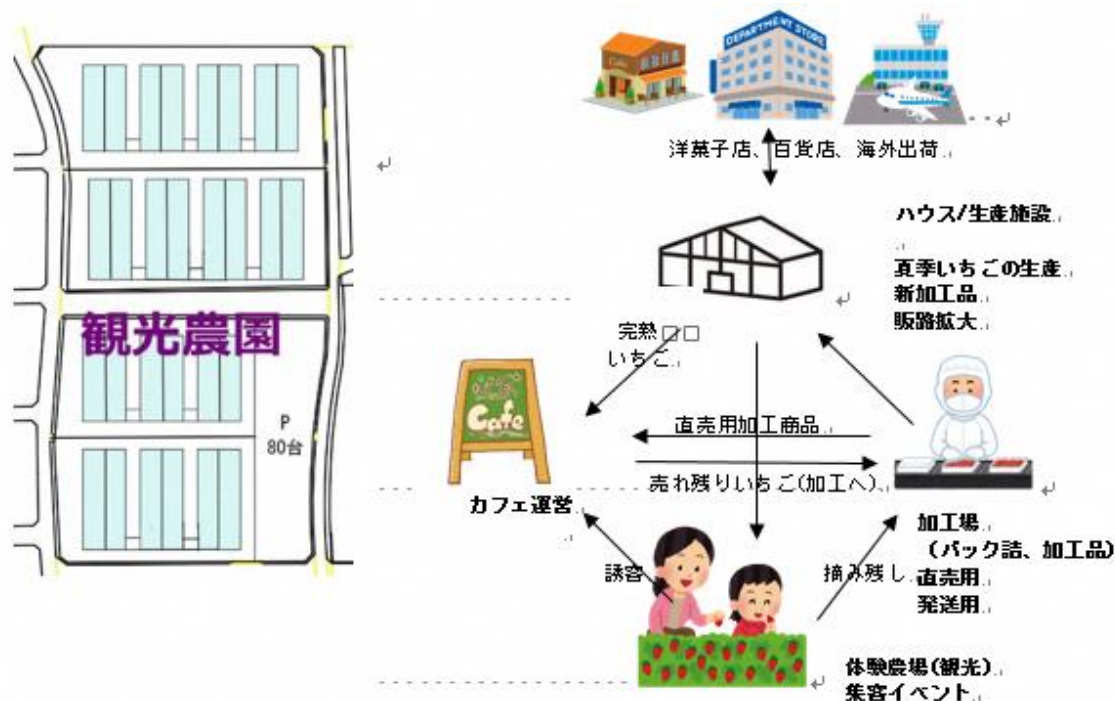 DEPARTMENT STORE
Cafe
洋菓子店、百貨店、海外出荷
ハウス/生産施設
夏季いちごの生産
新加工品
販路拡大
観光農園
P
80台
完熟□□
いちご
Cafe
直売用加工商品
売れ残りいちご(加工へ)
カフェ運営
加工場
(パック詰、加工品)
直売用
発送用
誘客
摘み残し
体験農場(観光)
集客イベント